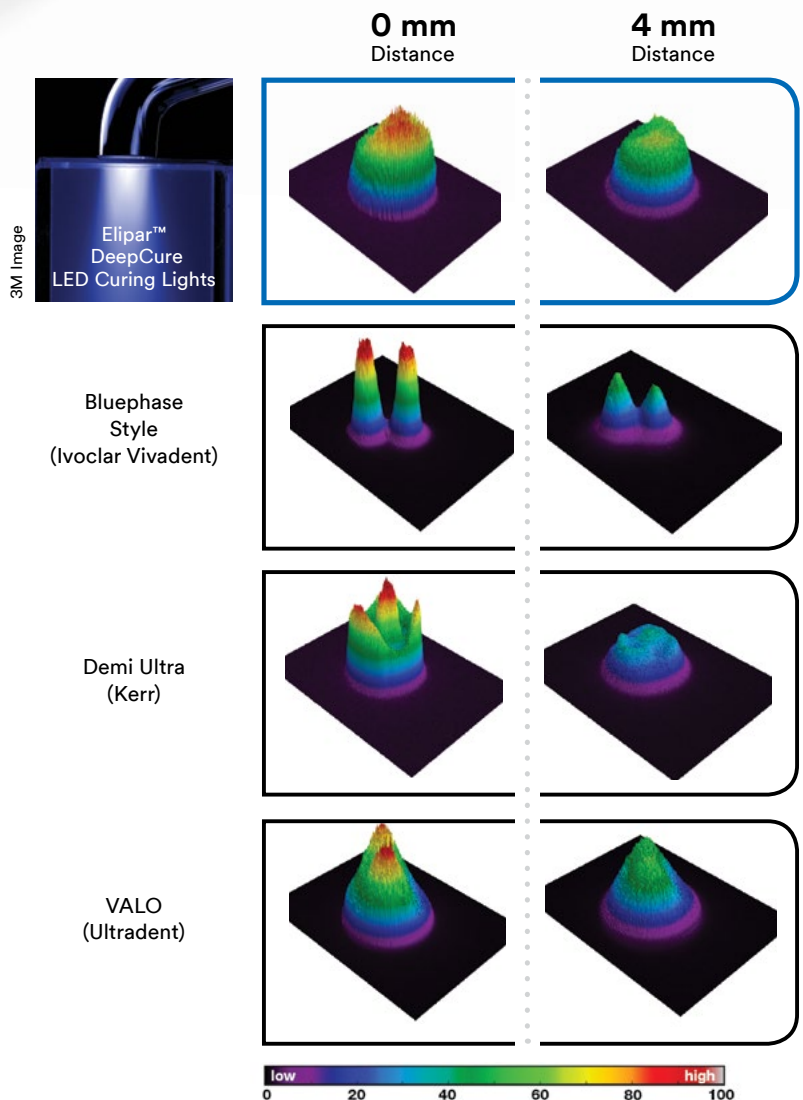 0 mm
Distance
4 mm
Distance
3M Image
Elipar™
DeepCure
LED Curing Lights
Bluephase
Style
(Ivoclar Vivadent)
Demi Ultra
(Kerr)
VALO
(Ultradent)
low high
0 20 40 60 80 100